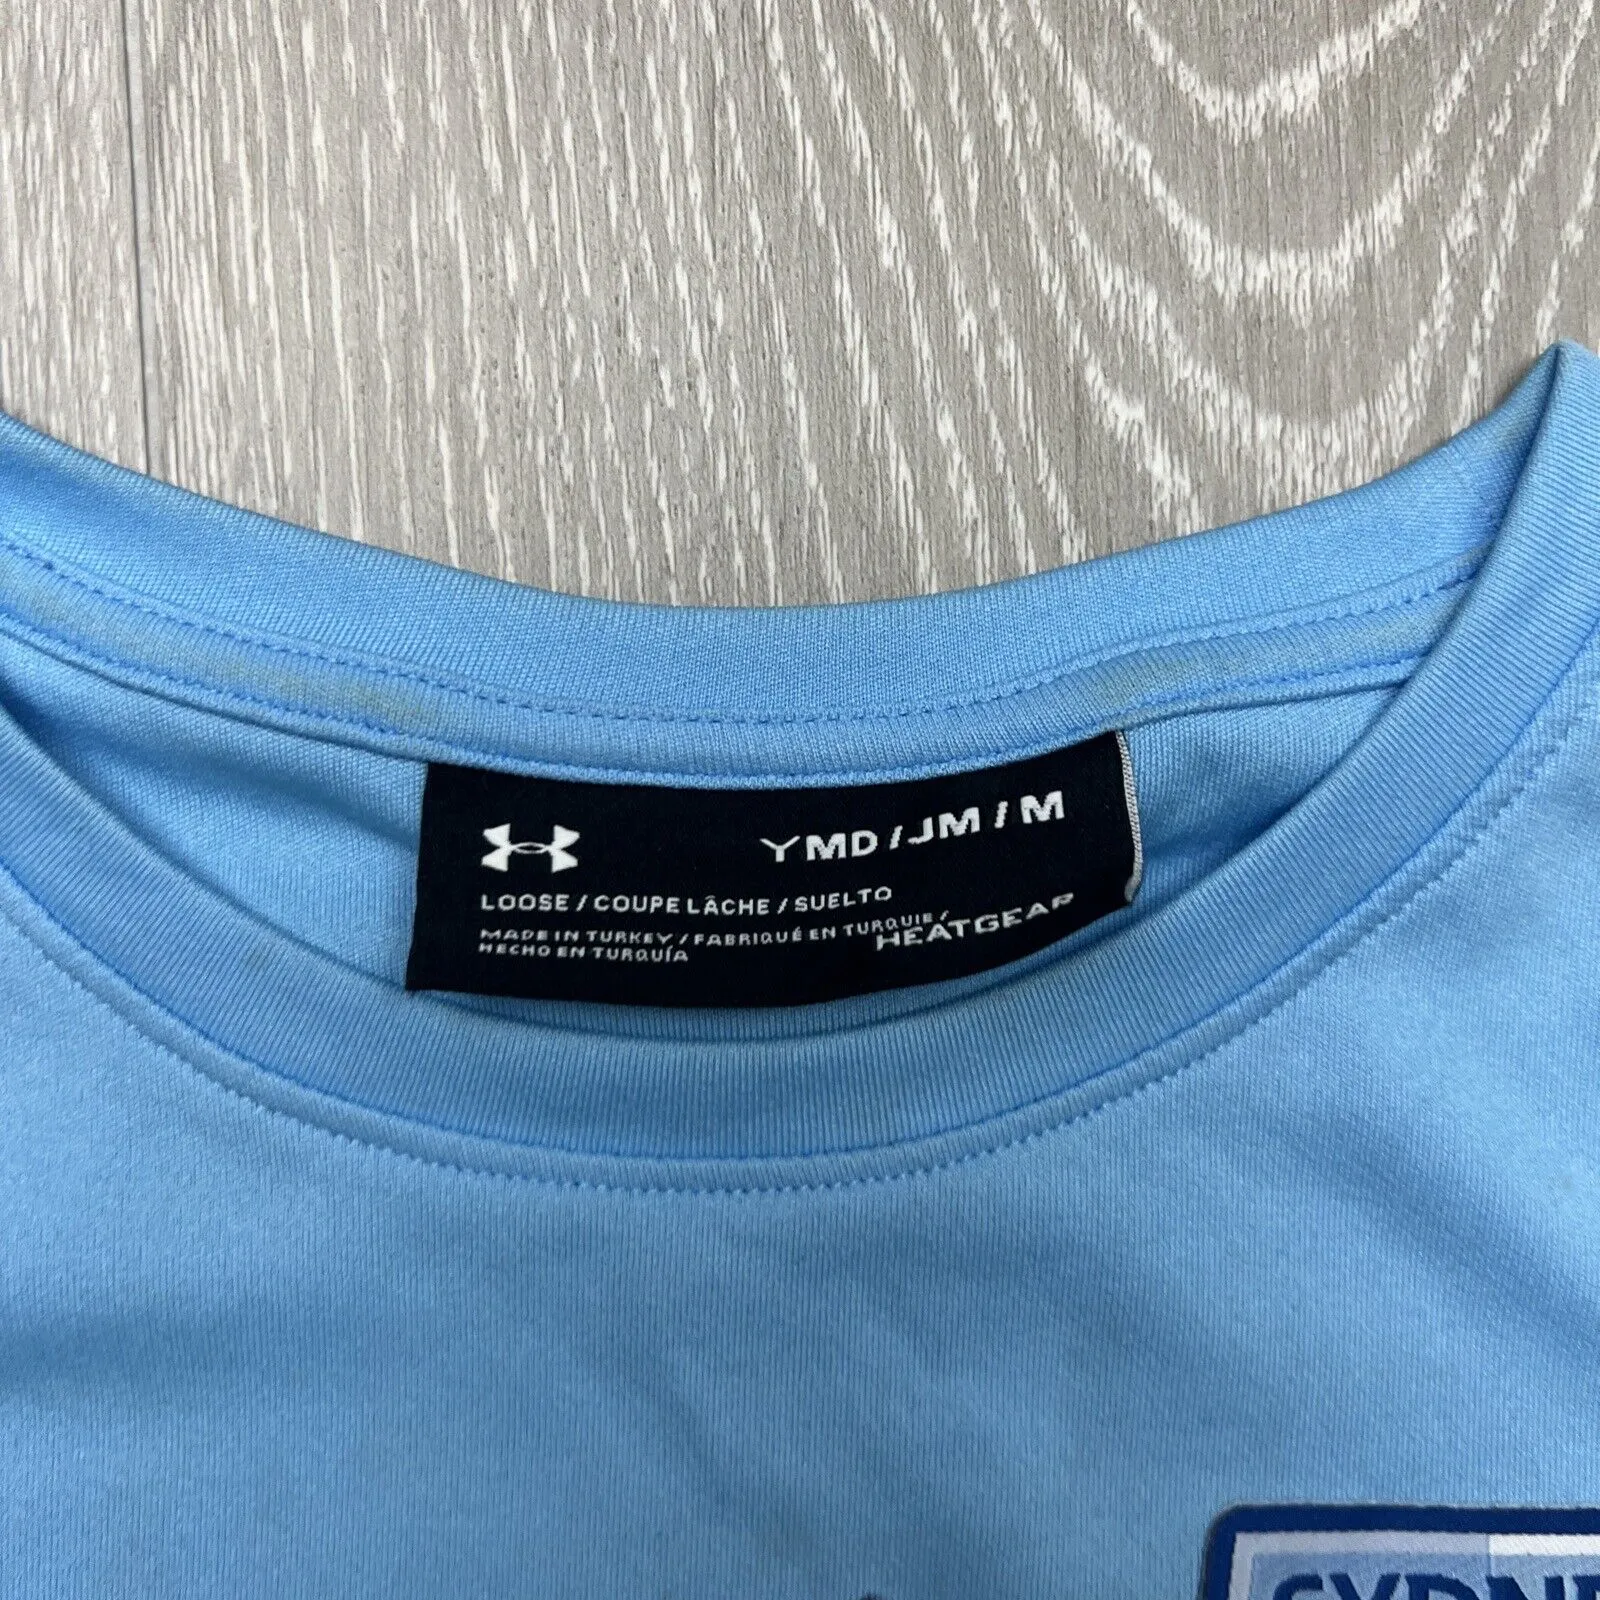 YMD / JM / M
LOOSE / COUPE LÂCHE / SUELTO
MADE IN TURKEY / FABRIQUÉ EN TURQUIE /
HECHO EN TURQUÍA
HEATGEAR